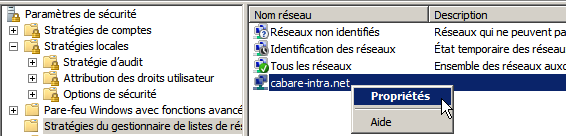 Paramètres de sécurité
Stratégies de comptes
Stratégies locales
Stratégie d'audit
Attribution des droits utilisateur
Options de sécurité
Pare-feu Windows avec fonctions avancé
Stratégies du gestionnaire de listes de ré
Nom réseau Description
Réseaux non identifiés Réseaux qui ne peuvent pa
Identification des réseaux État temporaire des réseau
Tous les réseaux Ensemble des réseaux auxq
cabare-intra.net
Propriétés
Aide